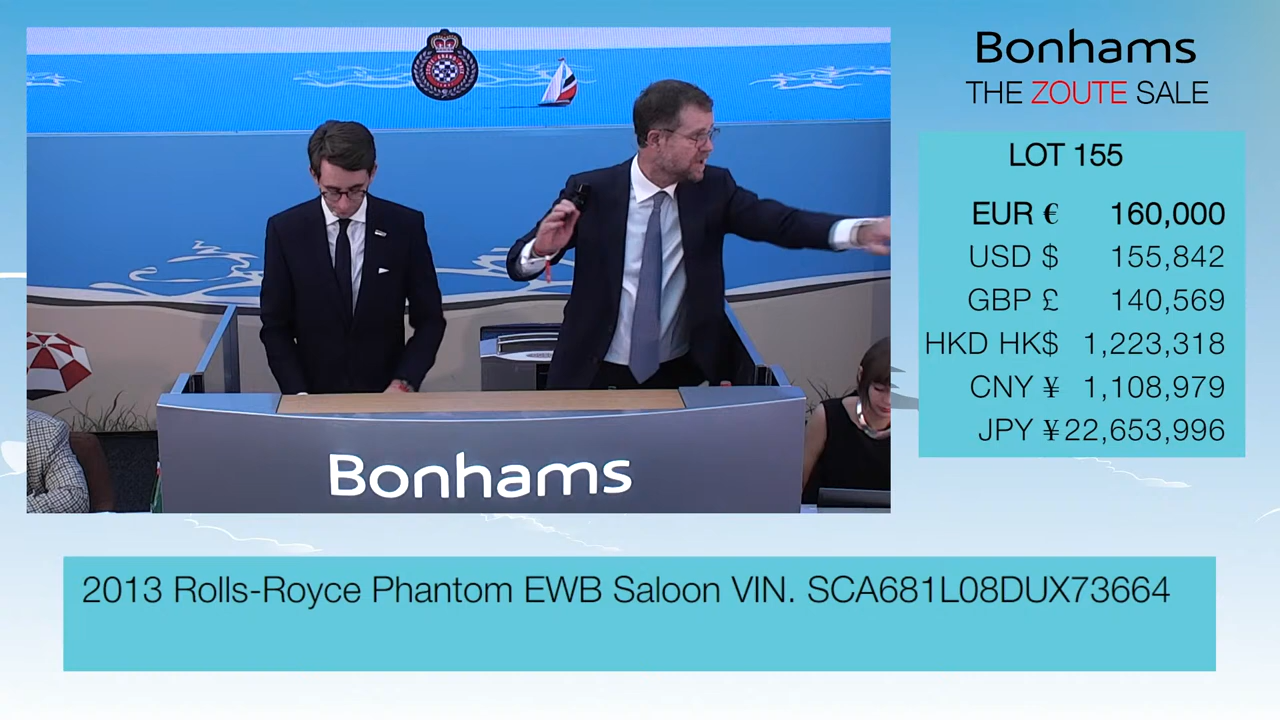 Bonhams
THE ZOUTE SALE
LOT 155
EUR € 160,000
USD $ 155,842
GBP £ 140,569
HKD HK$ 1,223,318
CNY ¥ 1,108,979
JPY ¥ 22,653,996
Bonhams
2013 Rolls-Royce Phantom EWB Saloon VIN. SCA681L08DUX73664